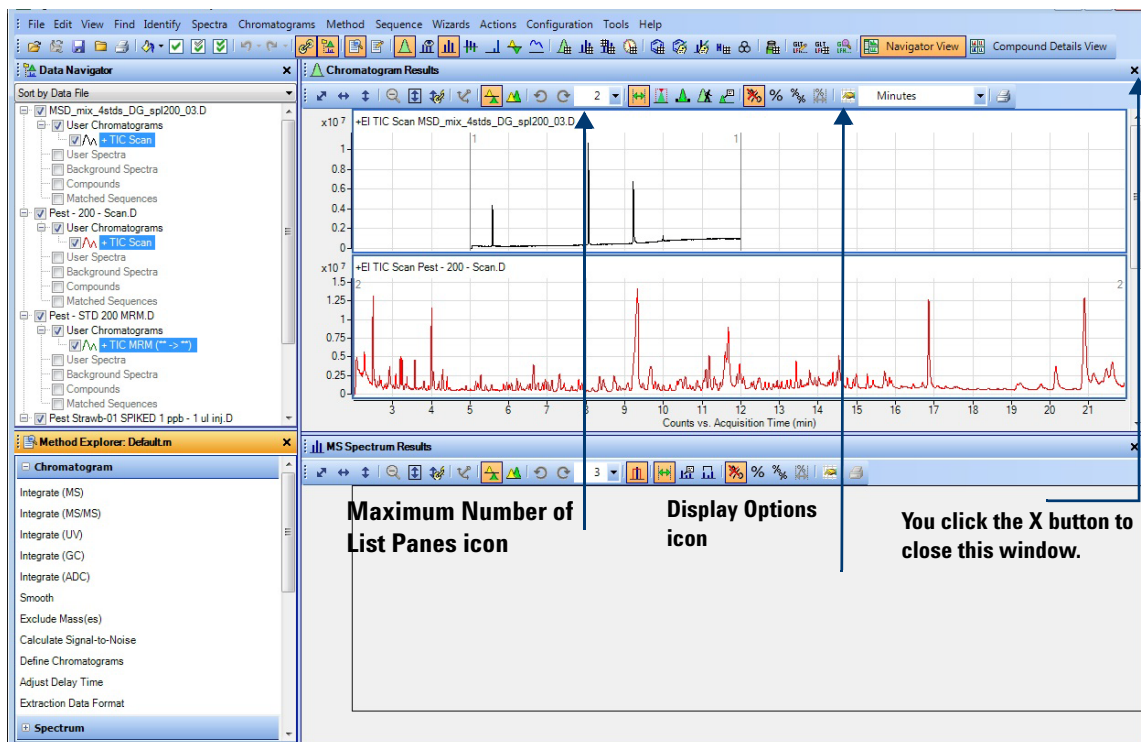 File Edit View Find Identify Spectra Chromatograms Method Sequence Wizards Actions Configuration Tools Help
Navigator View Compound Details View
Data Navigator
Sort by Data File
MSD_mix_4stds_DG_spl200_03.D
User Chromatograms
+ TIC Scan
User Spectra
Background Spectra
Compounds
Matched Sequences
Pest - 200 - Scan.D
User Chromatograms
+ TIC Scan
User Spectra
Background Spectra
Compounds
Matched Sequences
Pest - STD 200 MRM.D
User Chromatograms
+ TIC MRM (** -> **)
User Spectra
Background Spectra
Compounds
Matched Sequences
Pest Strawb-01 SPIKED 1 ppb - 1 ul inj.D
Method Explorer: Default.m
Chromatogram
Integrate (MS)
Integrate (MS/MS)
Integrate (UV)
Integrate (GC)
Integrate (ADC)
Smooth
Exclude Mass(es)
Calculate Signal-to-Noise
Define Chromatograms
Adjust Delay Time
Extraction Data Format
Spectrum
Chromatogram Results
2 Minutes
x10 7 +EI TIC Scan MSD_mix_4stds_DG_spl200_03.D
1 1
1
0.8
0.6
0.4
0.2
0
x10 7 +EI TIC Scan Pest - 200 - Scan.D
1.5 2 2
1.25
1
0.75
0.5
0.25
0
3 4 5 6 7 8 9 10 11 12 13 14 15 16 17 18 19 20 21
Counts vs. Acquisition Time (min)
MS Spectrum Results
3
Maximum Number of
List Panes icon
Display Options
icon
You click the X button to
close this window.